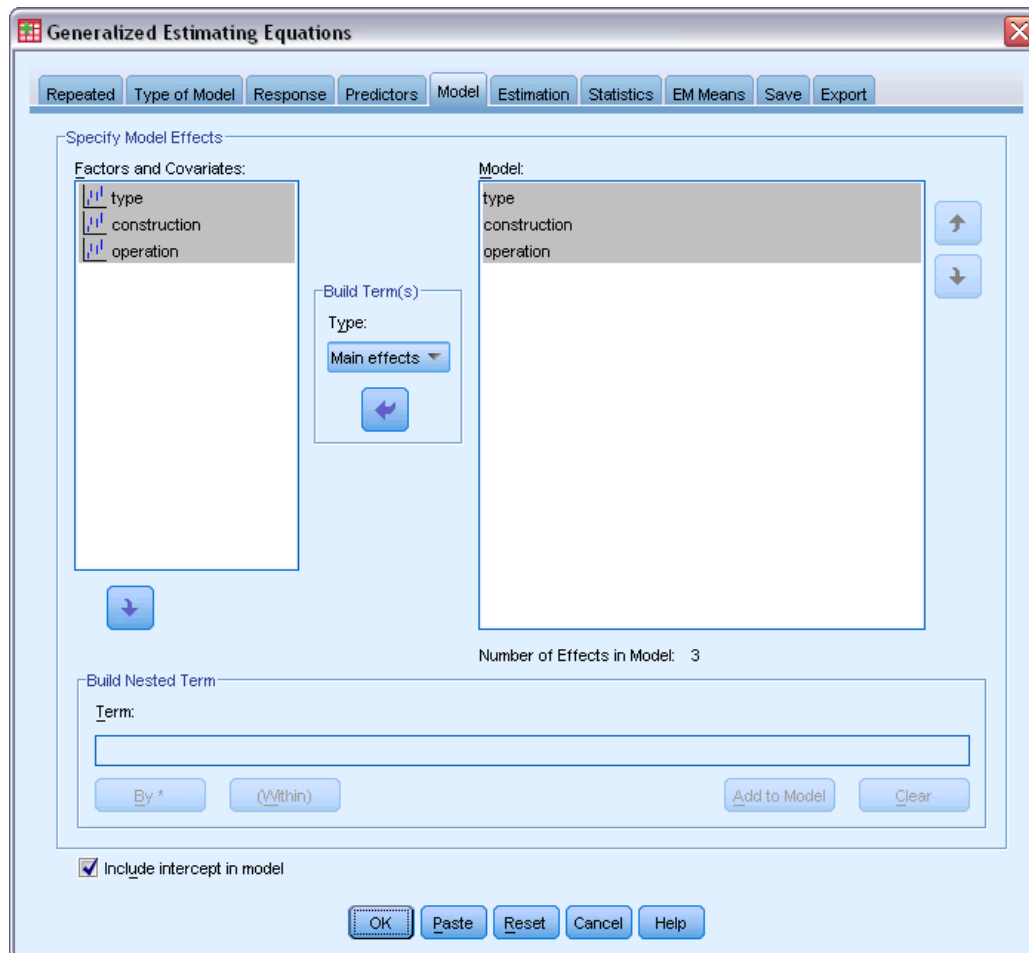 Generalized Estimating Equations
Repeated Type of Model Response Predictors Model Estimation Statistics EM Means Save Export
Specify Model Effects
Factors and Covariates:
type
construction
operation
Build Term(s)
Type:
Main effects
Model:
type
construction
operation
Number of Effects in Model: 3
Build Nested Term
Term:
By * (Within) Add to Model Clear
Include intercept in model
OK Paste Reset Cancel Help